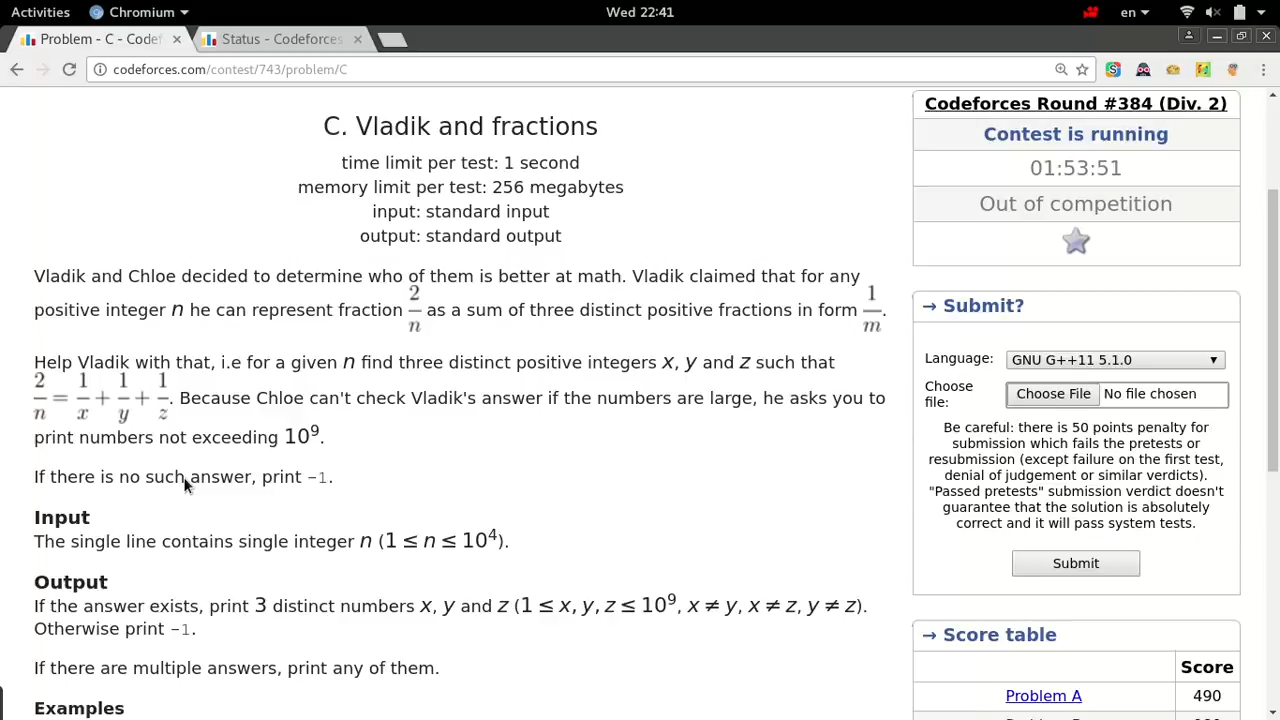 Activities Chromium Wed 22:41 en
Problem - C - Codef × Status - Codeforces ×
codeforces.com/contest/743/problem/C
C. Vladik and fractions
time limit per test: 1 second
memory limit per test: 256 megabytes
input: standard input
output: standard output
Vladik and Chloe decided to determine who of them is better at math. Vladik claimed that for any
positive integer n he can represent fraction 2/n as a sum of three distinct positive fractions in form 1/m.
Help Vladik with that, i.e for a given n find three distinct positive integers x, y and z such that
2/n = 1/x + 1/y + 1/z. Because Chloe can't check Vladik's answer if the numbers are large, he asks you to
print numbers not exceeding 10^9.
If there is no such answer, print -1.
Input
The single line contains single integer n (1 ≤ n ≤ 10^4).
Output
If the answer exists, print 3 distinct numbers x, y and z (1 ≤ x, y, z ≤ 10^9, x ≠ y, x ≠ z, y ≠ z).
Otherwise print -1.
If there are multiple answers, print any of them.
Examples
Codeforces Round #384 (Div. 2)
Contest is running
01:53:51
Out of competition
→ Submit?
Language: GNU G++11 5.1.0
Choose file: Choose File No file chosen
Be careful: there is 50 points penalty for
submission which fails the pretests or
resubmission (except failure on the first test,
denial of judgement or similar verdicts).
"Passed pretests" submission verdict doesn't
guarantee that the solution is absolutely
correct and it will pass system tests.
Submit
→ Score table
Score
Problem A 490